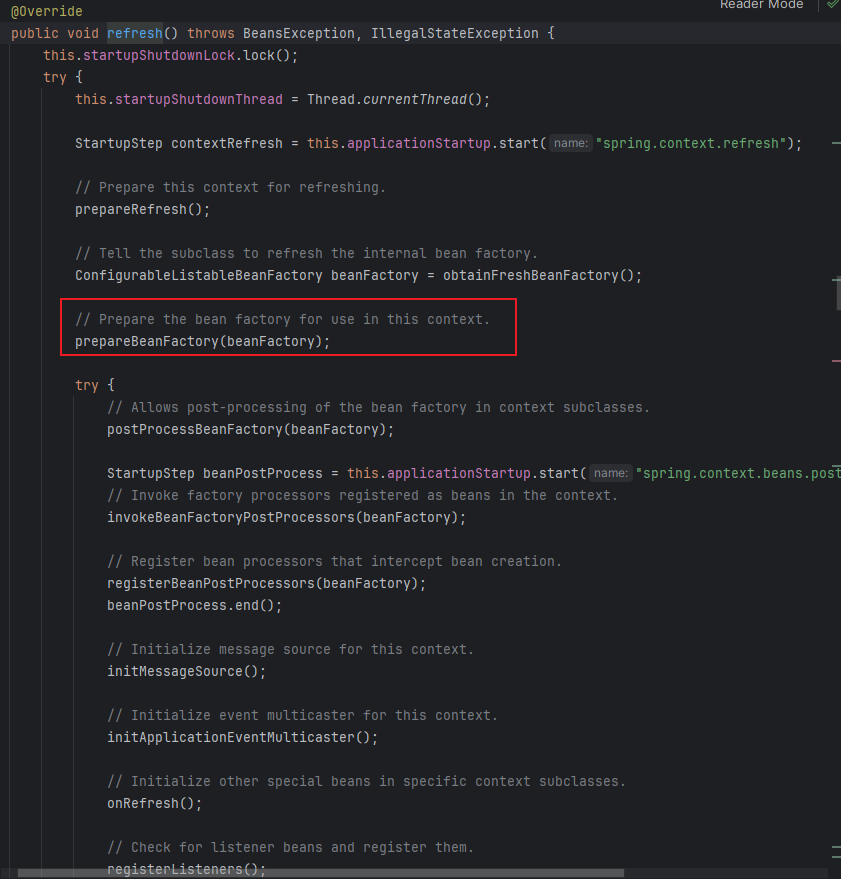 Reader Mode
@Override
public void refresh() throws BeansException, IllegalStateException {
this.startupShutdownLock.lock();
try {
this.startupShutdownThread = Thread.currentThread();
StartupStep contextRefresh = this.applicationStartup.start( name: "spring.context.refresh");
// Prepare this context for refreshing.
prepareRefresh();
// Tell the subclass to refresh the internal bean factory.
ConfigurableListableBeanFactory beanFactory = obtainFreshBeanFactory();
// Prepare the bean factory for use in this context.
prepareBeanFactory(beanFactory);
try {
// Allows post-processing of the bean factory in context subclasses.
postProcessBeanFactory(beanFactory);
StartupStep beanPostProcess = this.applicationStartup.start( name: "spring.context.beans.post
// Invoke factory processors registered as beans in the context.
invokeBeanFactoryPostProcessors(beanFactory);
// Register bean processors that intercept bean creation.
registerBeanPostProcessors(beanFactory);
beanPostProcess.end();
// Initialize message source for this context.
initMessageSource();
// Initialize event multicaster for this context.
initApplicationEventMulticaster();
// Initialize other special beans in specific context subclasses.
onRefresh();
// Check for listener beans and register them.
registerListeners();